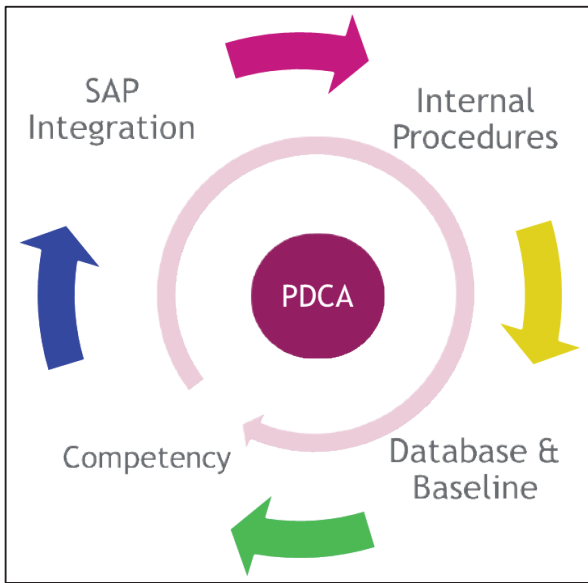 SAP
Integration
Internal
Procedures
PDCA
Competency
Database &
Baseline